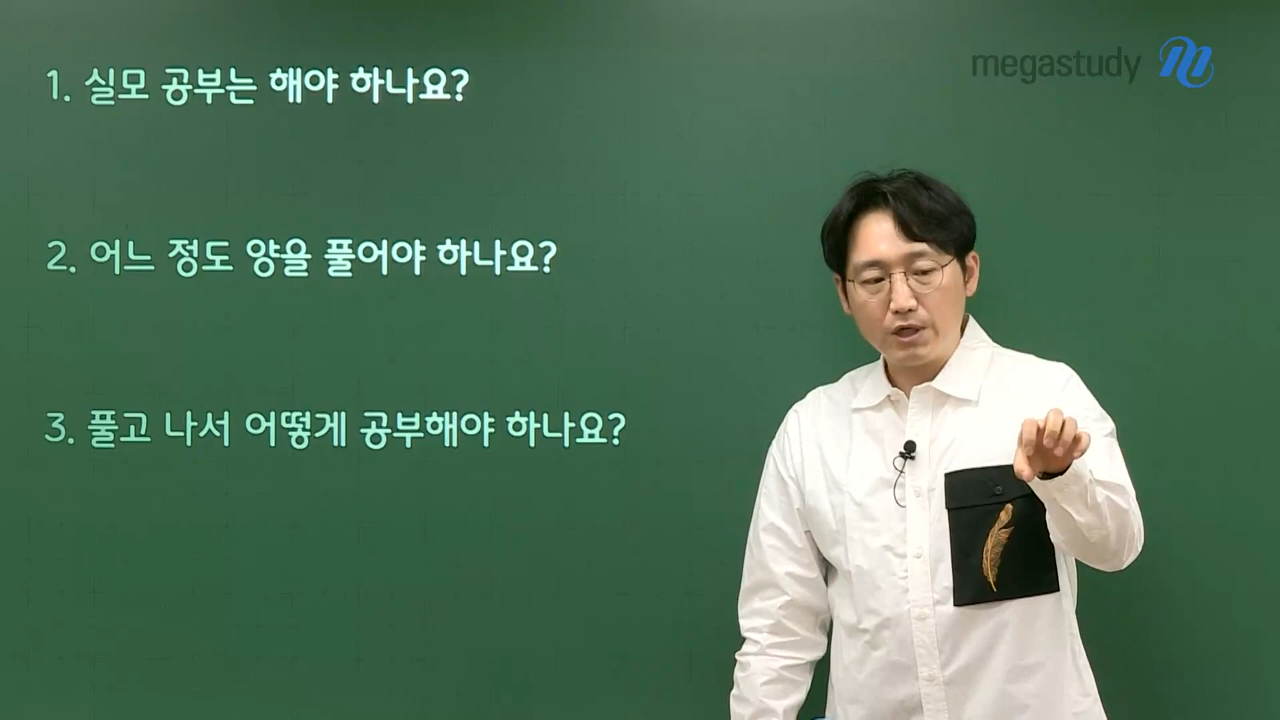 megastudy
1. 실모 공부는 해야 하나요?
2. 어느 정도 양을 풀어야 하나요?
3. 풀고 나서 어떻게 공부해야 하나요?